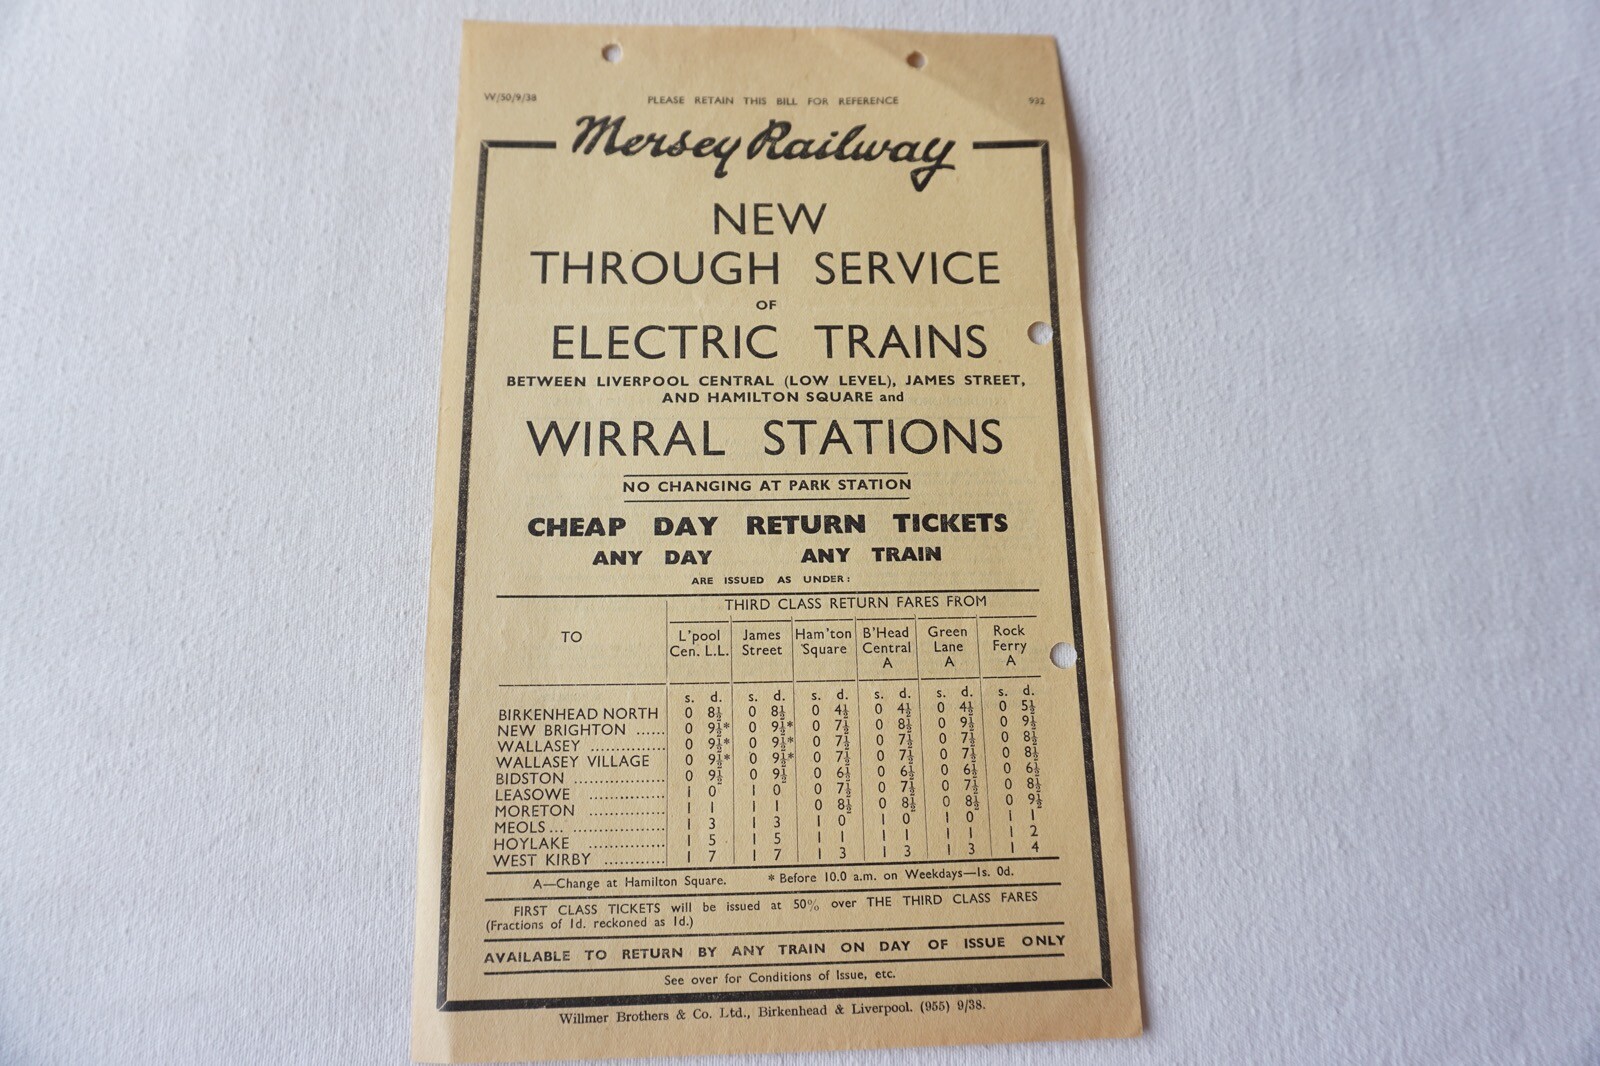 W/50/9/38 PLEASE RETAIN THIS BILL FOR REFERENCE 932
Mersey Railway
NEW
THROUGH SERVICE
OF
ELECTRIC TRAINS
BETWEEN LIVERPOOL CENTRAL (LOW LEVEL), JAMES STREET,
AND HAMILTON SQUARE and
WIRRAL STATIONS
NO CHANGING AT PARK STATION
CHEAP DAY RETURN TICKETS
ANY DAY ANY TRAIN
ARE ISSUED AS UNDER:
THIRD CLASS RETURN FARES FROM
TO L'pool James Ham'ton B'Head Green Rock
Cen. L.L. Street Square Central Lane Ferry
A A A
s. d. s. d. s. d. s. d. s. d. s. d.
BIRKENHEAD NORTH 0 8½ 0 8½ 0 4½ 0 4½ 0 4½ 0 5½
NEW BRIGHTON ...... 0 9½* 0 9½* 0 7½ 0 8½ 0 9½ 0 9½
WALLASEY ............... 0 9½* 0 9½* 0 7½ 0 7½ 0 7½ 0 8½
WALLASEY VILLAGE 0 9½* 0 9½* 0 7½ 0 7½ 0 7½ 0 8½
BIDSTON .................. 0 9½ 0 9½ 0 6½ 0 6½ 0 6½ 0 6½
LEASOWE ............... 1 0 1 0 0 7½ 0 7½ 0 7½ 0 8½
MORETON ............... 1 1 1 1 0 8½ 0 8½ 0 8½ 0 9½
MEOLS... .................. 1 3 1 3 1 0 1 0 1 0 1 1
HOYLAKE ............... 1 5 1 5 1 1 1 1 1 1 1 2
WEST KIRBY ............ 1 7 1 7 1 3 1 3 1 3 1 4
A—Change at Hamilton Square. * Before 10.0 a.m. on Weekdays—1s. 0d.
FIRST CLASS TICKETS will be issued at 50% over THE THIRD CLASS FARES
(Fractions of 1d. reckoned as 1d.)
AVAILABLE TO RETURN BY ANY TRAIN ON DAY OF ISSUE ONLY
See over for Conditions of Issue, etc.
Willmer Brothers & Co. Ltd., Birkenhead & Liverpool. (955) 9/38.